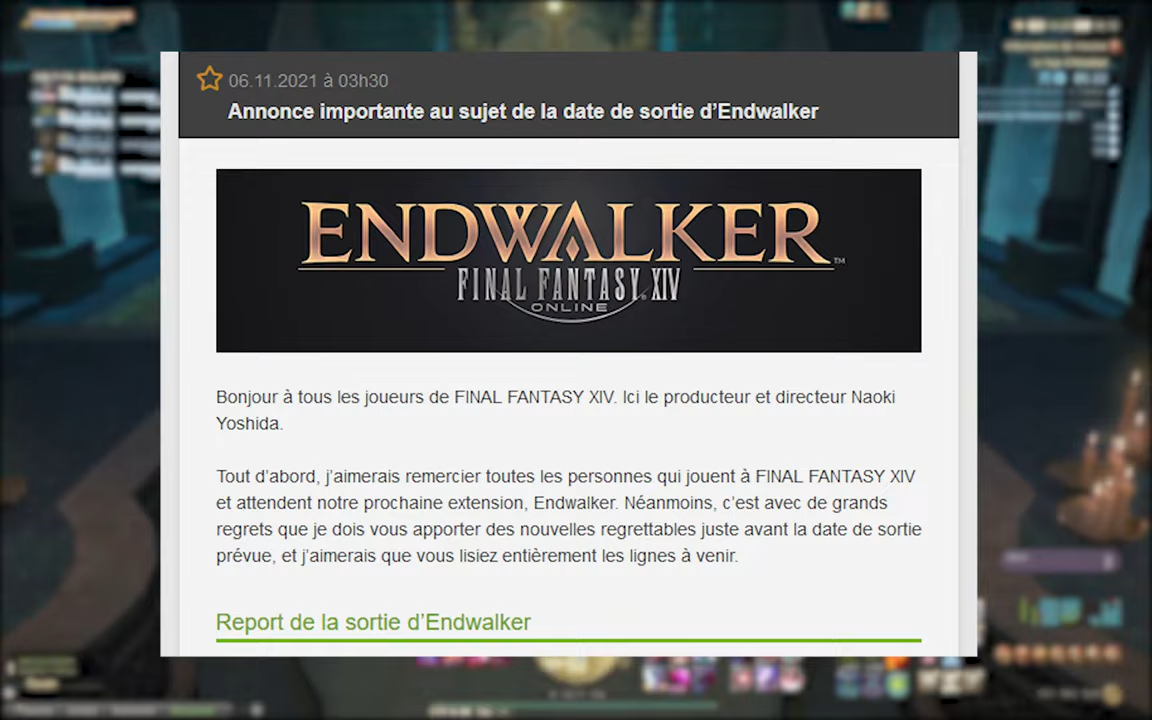 06.11.2021 à 03h30
Annonce importante au sujet de la date de sortie d’Endwalker
ENDWALKER™
FINAL FANTASY® XIV
ONLINE
Bonjour à tous les joueurs de FINAL FANTASY XIV. Ici le producteur et directeur Naoki
Yoshida.
Tout d’abord, j’aimerais remercier toutes les personnes qui jouent à FINAL FANTASY XIV
et attendent notre prochaine extension, Endwalker. Néanmoins, c’est avec de grands
regrets que je dois vous apporter des nouvelles regrettables juste avant la date de sortie
prévue, et j’aimerais que vous lisiez entièrement les lignes à venir.
Report de la sortie d’Endwalker